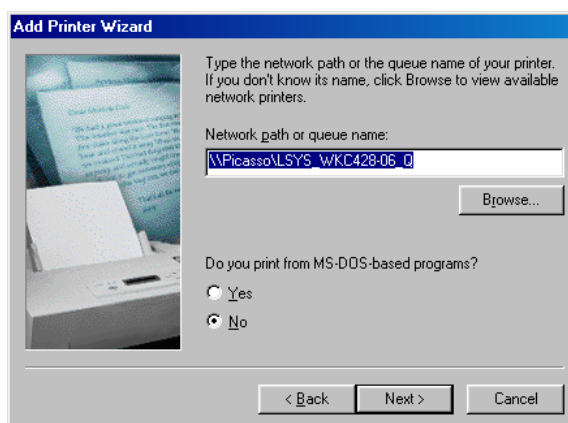 Add Printer Wizard
Type the network path or the queue name of your printer.
If you don't know its name, click Browse to view available
network printers.
Network path or queue name:
\\Picasso\LSYS_WKC428-06_Q
Browse...
Do you print from MS-DOS-based programs?
Yes
No
< Back
Next >
Cancel